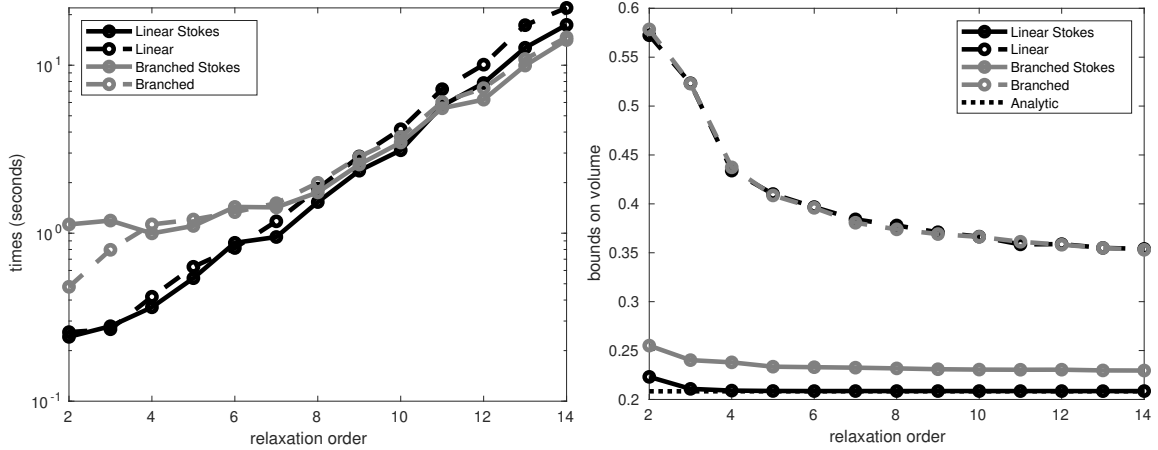 Linear Stokes
Linear
Branched Stokes
Branched
times (seconds)
10^1
10^0
10^-1
2 4 6 8 10 12 14
relaxation order
Linear Stokes
Linear
Branched Stokes
Branched
Analytic
bounds on volume
0.6
0.55
0.5
0.45
0.4
0.35
0.3
0.25
0.2
2 4 6 8 10 12 14
relaxation order